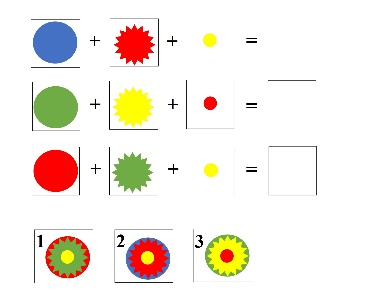 + + =
+ + =
+ + =
1 2 3